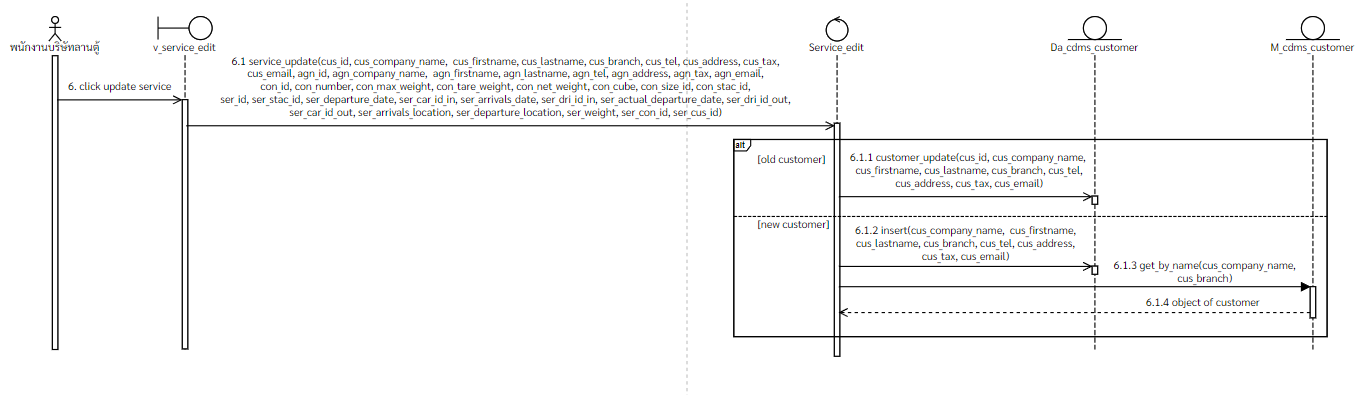 พนักงานบริษัทลานตู้
v_service_edit
Service_edit
Da_cdms_customer
M_cdms_customer
6. click update service
6.1 service_update(cus_id, cus_company_name, cus_firstname, cus_lastname, cus_branch, cus_tel, cus_address, cus_tax,
cus_email, agn_id, agn_company_name, agn_firstname, agn_lastname, agn_tel, agn_address, agn_tax, agn_email,
con_id, con_number, con_max_weight, con_tare_weight, con_net_weight, con_cube, con_size_id, con_stac_id,
ser_id, ser_stac_id, ser_departure_date, ser_car_id_in, ser_arrivals_date, ser_dri_id_in, ser_actual_departure_date, ser_dri_id_out,
ser_car_id_out, ser_arrivals_location, ser_departure_location, ser_weight, ser_con_id, ser_cus_id)
alt
[old customer]
6.1.1 customer_update(cus_id, cus_company_name,
cus_firstname, cus_lastname, cus_branch, cus_tel,
cus_address, cus_tax, cus_email)
[new customer]
6.1.2 insert(cus_company_name, cus_firstname,
cus_lastname, cus_branch, cus_tel, cus_address,
cus_tax, cus_email)
6.1.3 get_by_name(cus_company_name,
cus_branch)
6.1.4 object of customer